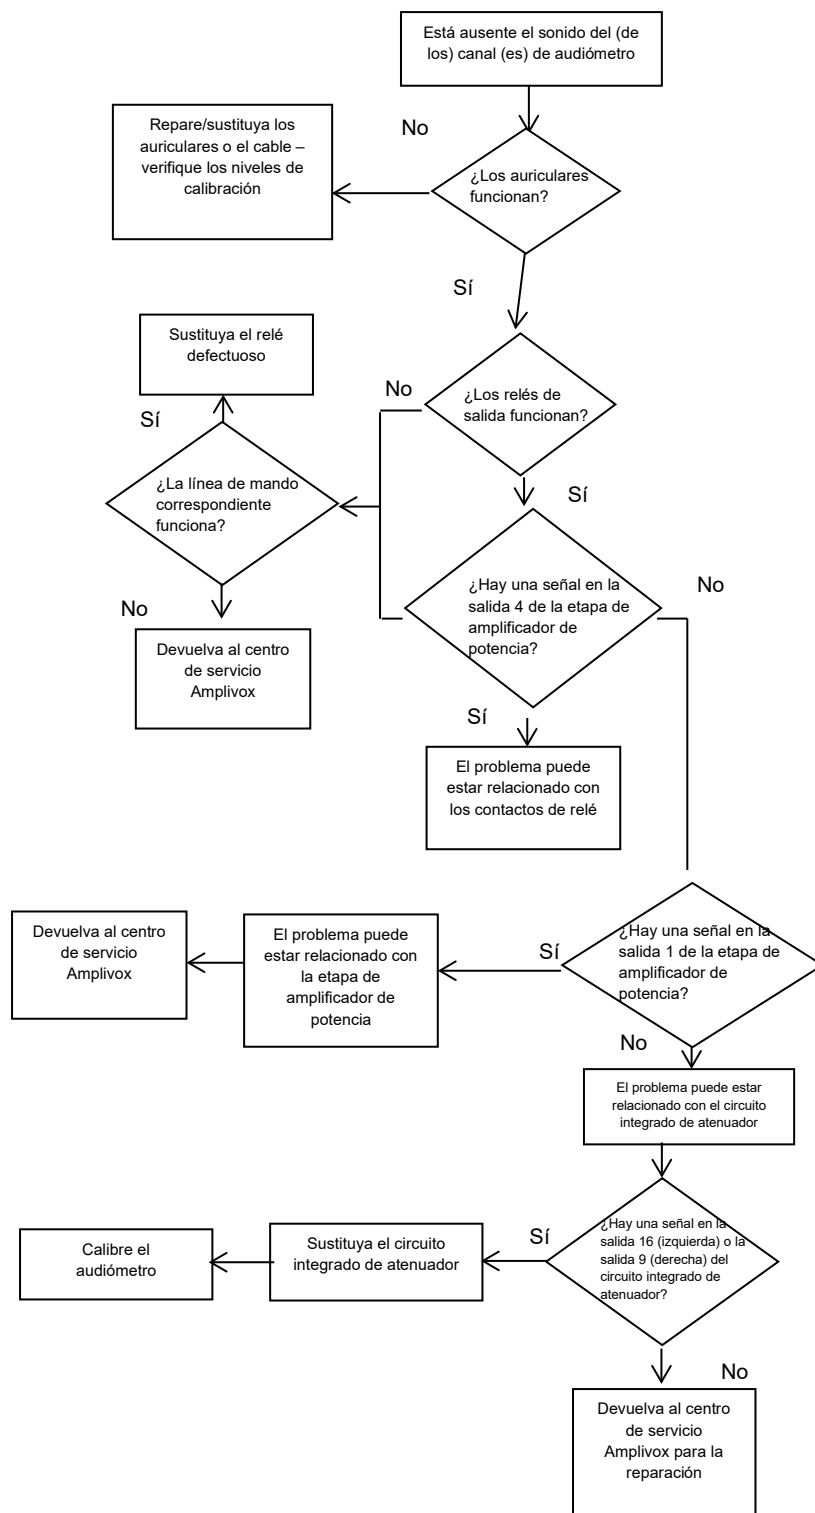 Está ausente el sonido del (de
los) canal (es) de audiómetro
No
Repare/sustituya los
auriculares o el cable –
verifique los niveles de
calibración
¿Los auriculares
funcionan?
Sí
Sustituya el relé
defectuoso
No
¿Los relés de
salida funcionan?
Sí
¿La línea de mando
correspondiente
funciona?
Sí
¿Hay una señal en la
salida 4 de la etapa de
amplificador de
potencia?
No
No
Devuelva al centro
de servicio
Amplivox
Sí
El problema puede
estar relacionado con
los contactos de relé
¿Hay una señal en la
salida 1 de la etapa de
amplificador de
potencia?
Sí
El problema puede
estar relacionado con
la etapa de
amplificador de
potencia
Devuelva al centro
de servicio
Amplivox
No
El problema puede estar
relacionado con el circuito
integrado de atenuador
¿Hay una señal en la
salida 16 (izquierda) o la
salida 9 (derecha) del
circuito integrado de
atenuador?
Sí
Sustituya el circuito
integrado de atenuador
Calibre el
audiómetro
No
Devuelva al centro
de servicio
Amplivox para la
reparación